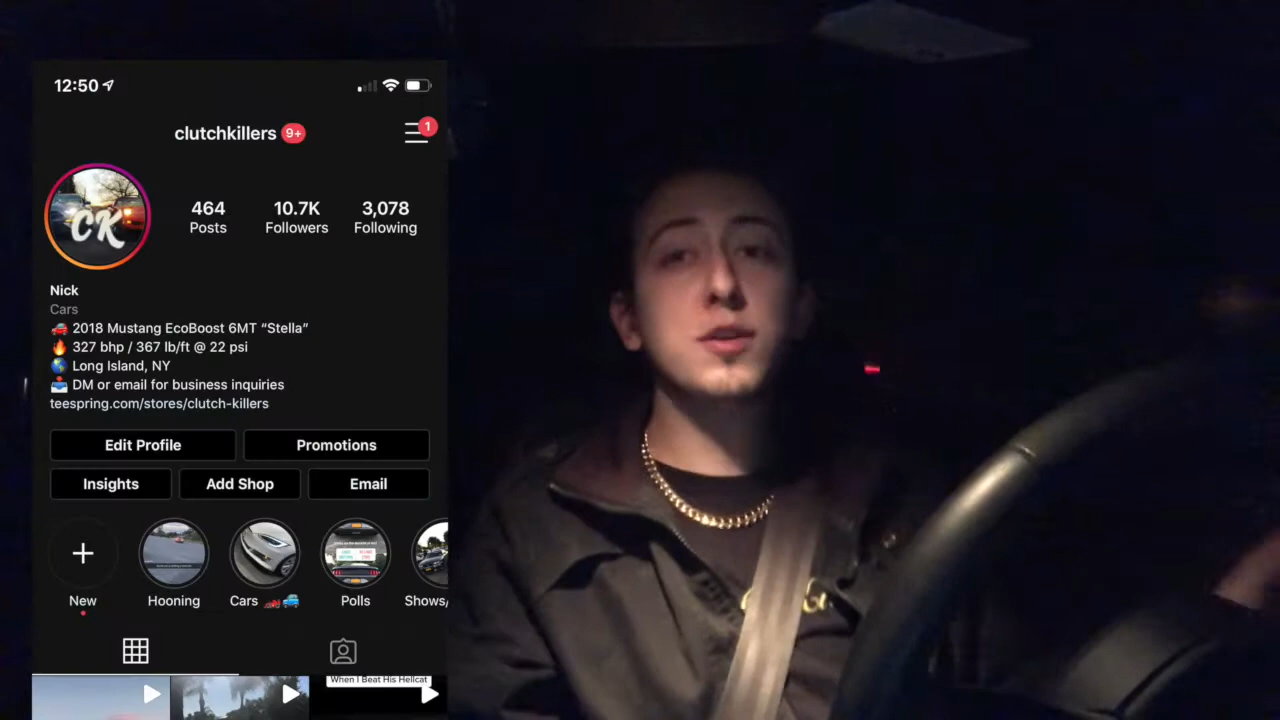 12:50
clutchkillers 9+
1
CK
464 10.7K 3,078
Posts Followers Following
Nick
Cars
🚗 2018 Mustang EcoBoost 6MT “Stella”
🔥 327 bhp / 367 lb/ft @ 22 psi
🌎 Long Island, NY
📩 DM or email for business inquiries
teespring.com/stores/clutch-killers
Edit Profile Promotions
Insights Add Shop Email
New Hooning Cars 🏎🚙 Polls Shows/
When I Beat His Hellcat